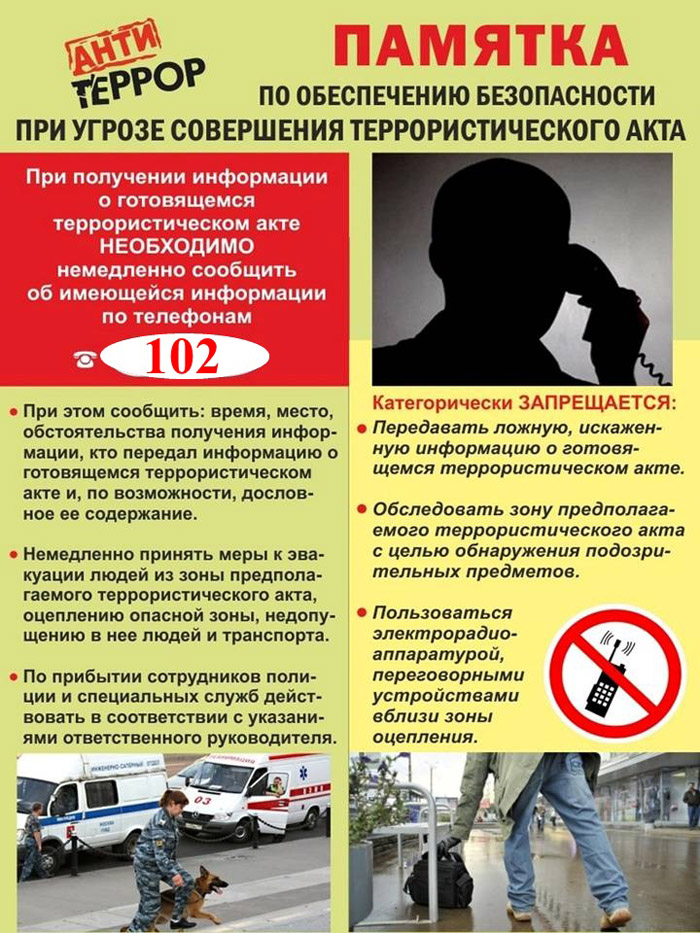 АНТИ
ТЕРРОР
ПАМЯТКА
ПО ОБЕСПЕЧЕНИЮ БЕЗОПАСНОСТИ
ПРИ УГРОЗЕ СОВЕРШЕНИЯ ТЕРРОРИСТИЧЕСКОГО АКТА
При получении информации
о готовящемся
террористическом акте
НЕОБХОДИМО
немедленно сообщить
об имеющейся информации
по телефонам
102
• При этом сообщить: время, место,
обстоятельства получения инфор-
мации, кто передал информацию о
готовящемся террористическом
акте и, по возможности, дослов-
ное ее содержание.
• Немедленно принять меры к эва-
куации людей из зоны предпола-
гаемого террористического акта,
оцеплению опасной зоны, недопу-
щению в нее людей и транспорта.
• По прибытии сотрудников поли-
ции и специальных служб дейст-
вовать в соответствии с указани-
ями ответственного руководителя.
Категорически ЗАПРЕЩАЕТСЯ:
• Передавать ложную, искажен-
ную информацию о готовя-
щемся террористическом акте.
• Обследовать зону предполага-
емого террористического акта
с целью обнаружения подозри-
тельных предметов.
• Пользоваться
электрорадио-
аппаратурой,
переговорными
устройствами
вблизи зоны
оцепления.
ИНЖЕНЕРНО-САПЕРНЫЙ ОТДЕЛ
МОСКВА
03